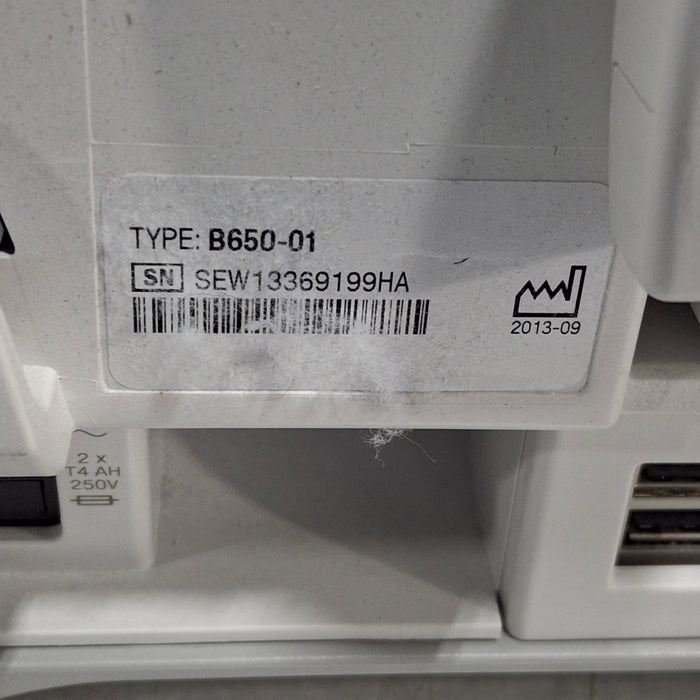 TYPE: B650-01
SN SEW13369199HA
2013-09
2 x
T4 AH
250V